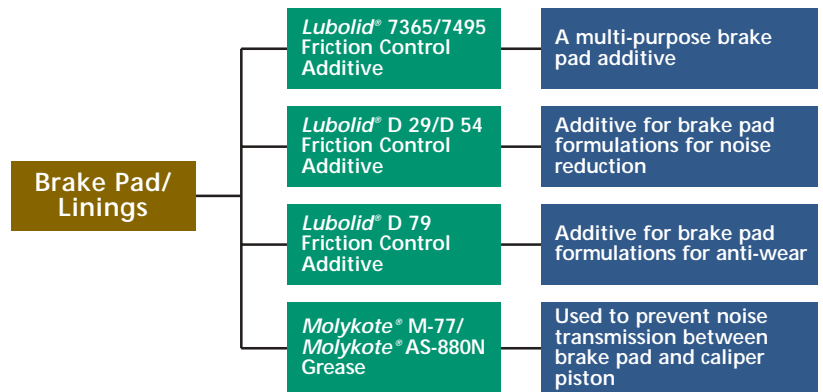 Brake Pad/
Linings
Lubolid® 7365/7495
Friction Control
Additive
A multi-purpose brake
pad additive
Lubolid® D 29/D 54
Friction Control
Additive
Additive for brake pad
formulations for noise
reduction
Lubolid® D 79
Friction Control
Additive
Additive for brake pad
formulations for anti-wear
Molykote® M-77/
Molykote® AS-880N
Grease
Used to prevent noise
transmission between
brake pad and caliper
piston